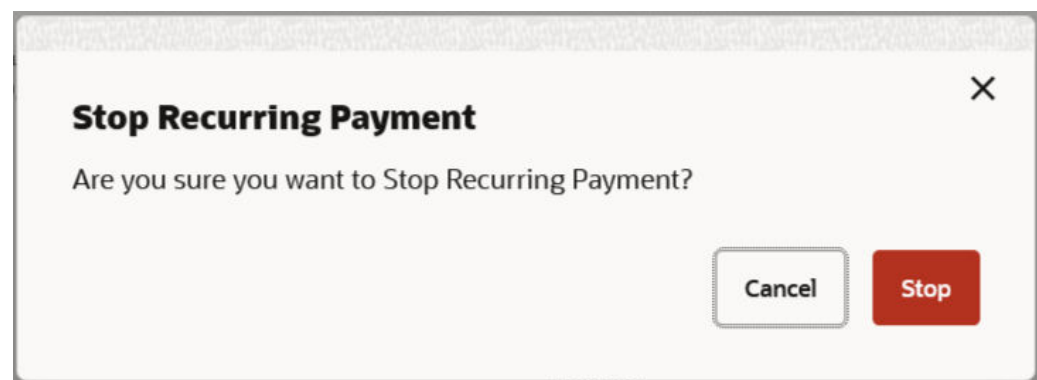 Stop Recurring Payment
Are you sure you want to Stop Recurring Payment?
Cancel Stop